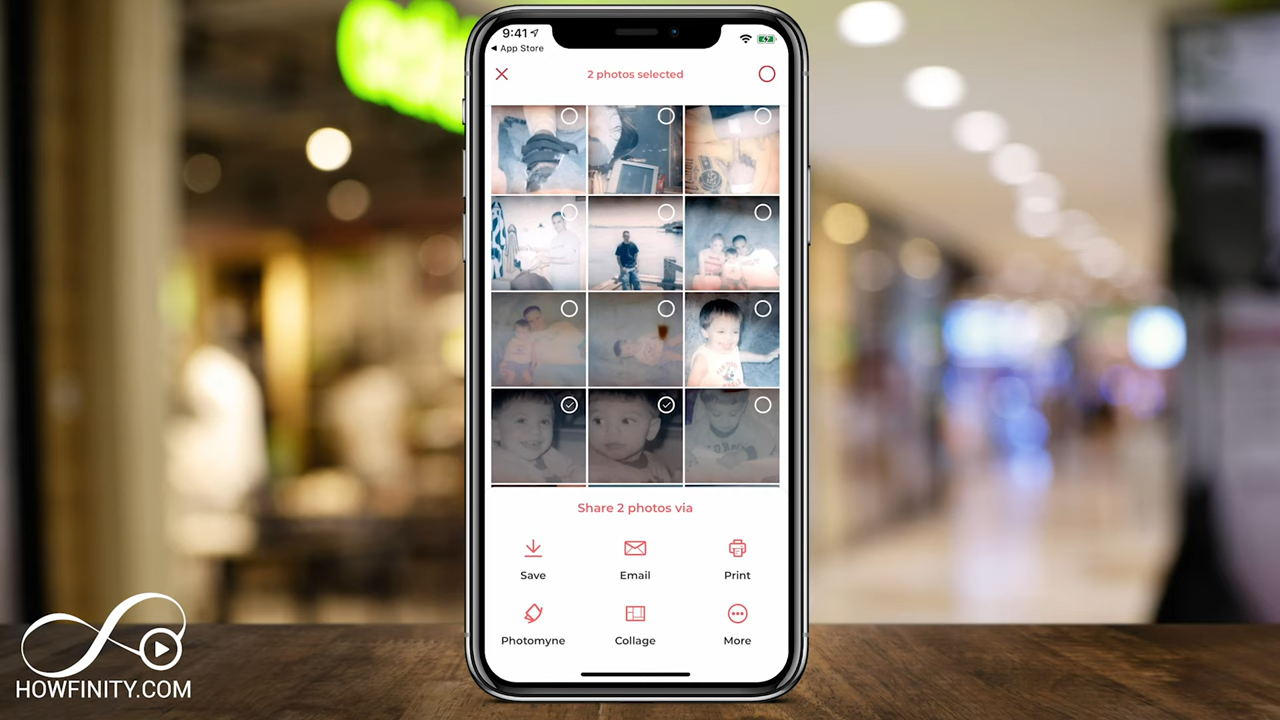 9:41
App Store
2 photos selected
Share 2 photos via
Save
Email
Print
Photomyne
Collage
More
HOWFINITY.COM